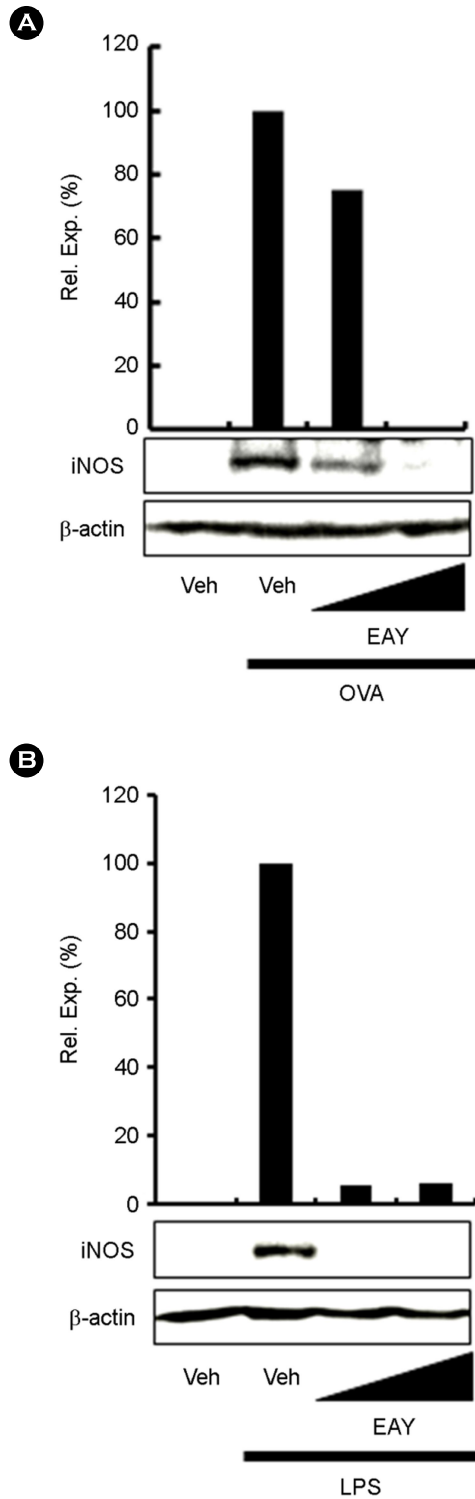 A
120
100
80
60
40
20
0
Rel. Exp. (%)
iNOS
β-actin
Veh Veh
EAY
OVA
B
120
100
80
60
40
20
0
Rel. Exp. (%)
iNOS
β-actin
Veh Veh
EAY
LPS